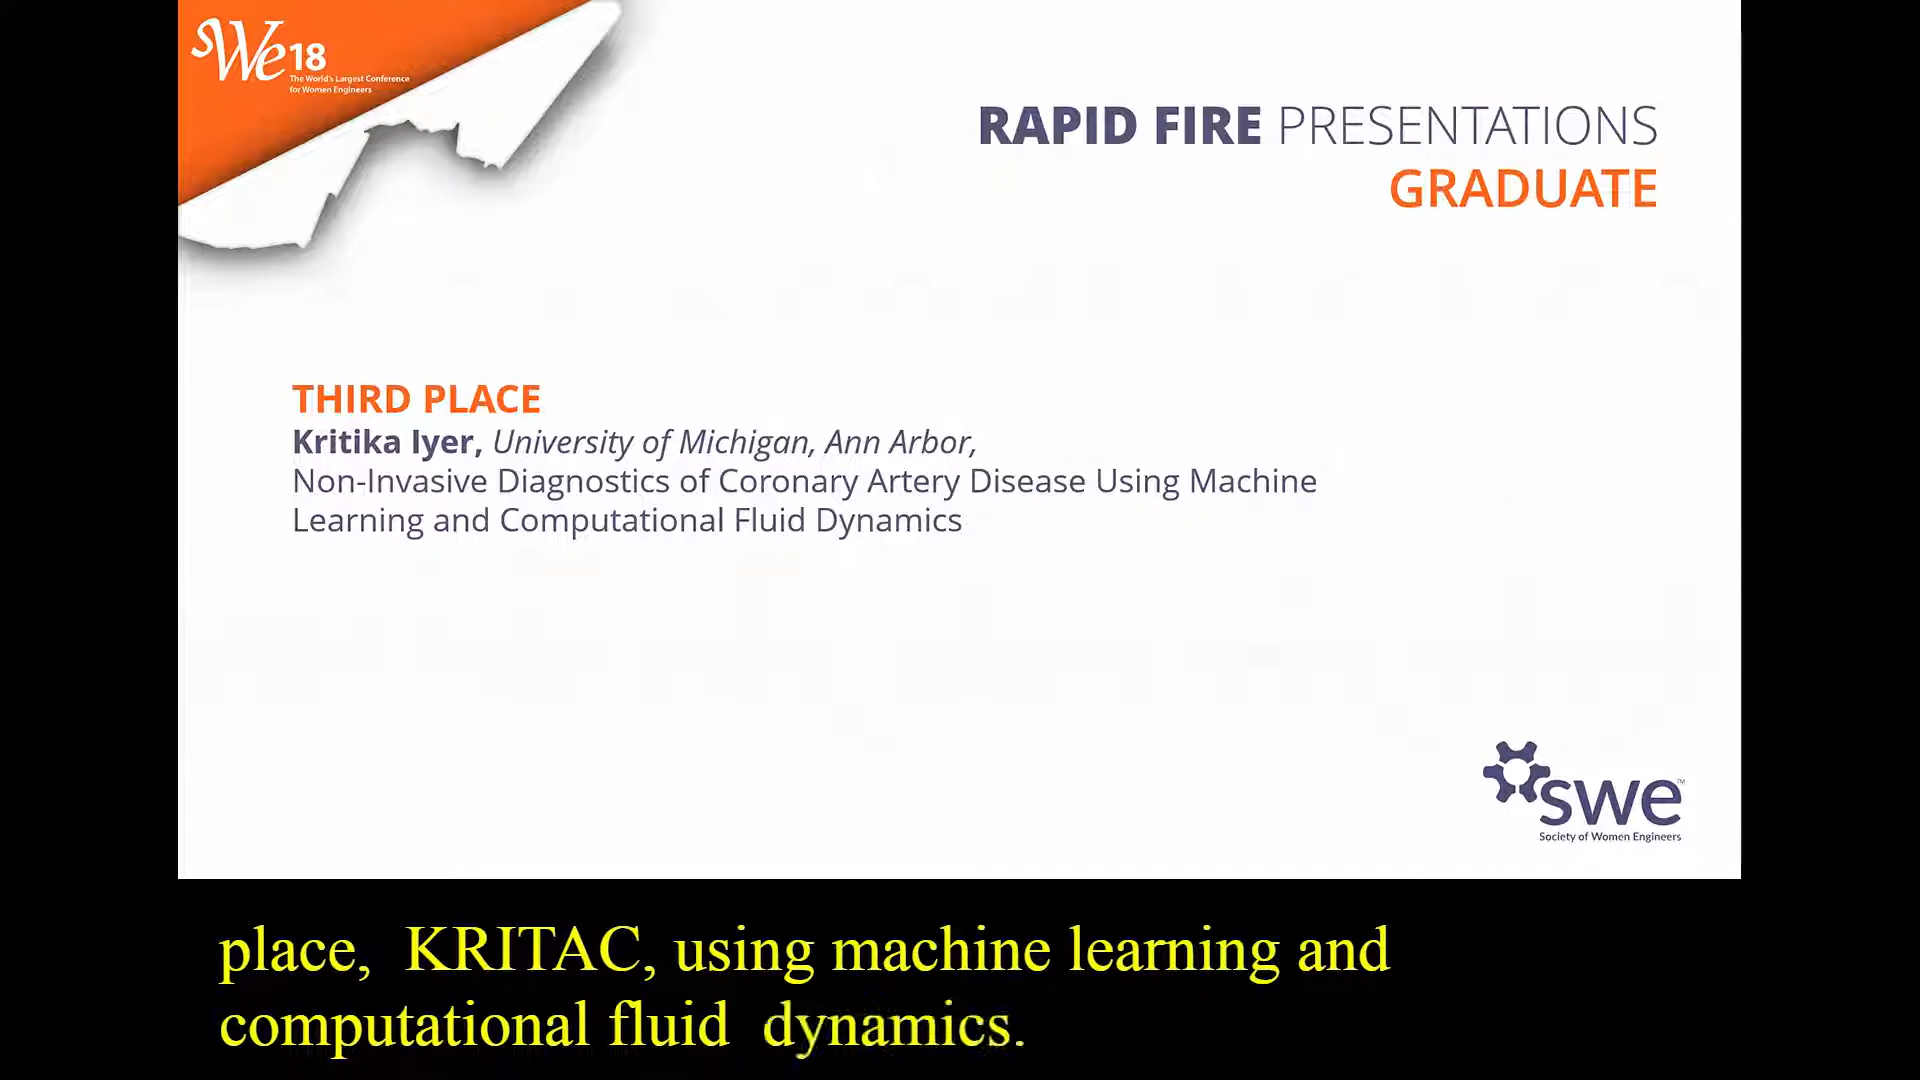 sWe18
The World's Largest Conference
for Women Engineers
RAPID FIRE PRESENTATIONS
GRADUATE
THIRD PLACE
Kritika Iyer, University of Michigan, Ann Arbor,
Non-Invasive Diagnostics of Coronary Artery Disease Using Machine
Learning and Computational Fluid Dynamics
swe™
Society of Women Engineers
place,  KRITAC, using machine learning and
computational fluid  dynamics.